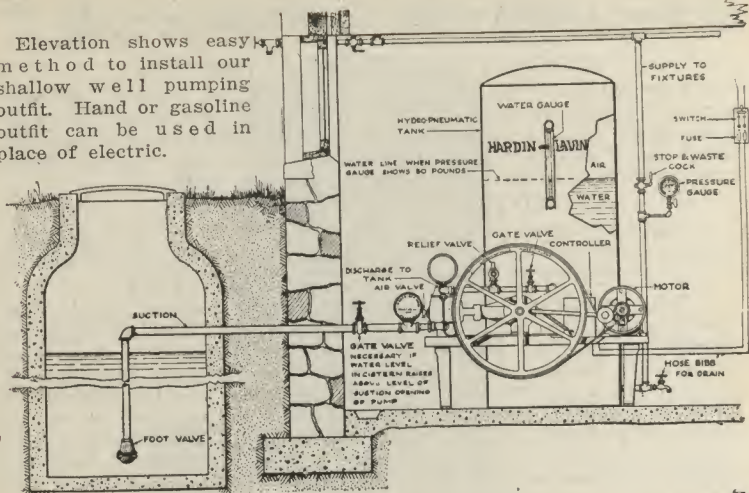 Elevation shows easy
method to install our
shallow well pumping
outfit. Hand or gasoline
outfit can be used in
place of electric.
SUPPLY TO
FIXTURES
SWITCH
FUSE
WATER GAUGE
HYDRO-PNEUMATIC
TANK
HARDIN LAVIN
AIR
WATER LINE WHEN PRESSURE
GAUGE SHOWS 50 POUNDS
STOP & WASTE
COCK
PRESSURE
GAUGE
WATER
GATE VALVE
RELIEF VALVE
CONTROLLER
DISCHARGE TO
TANK
AIR VALVE
MOTOR
SUCTION
GATE VALVE
NECESSARY IF
WATER LEVEL
IN CISTERN RAISES
ABOVE LEVEL OF
SUCTION OPENING
OF PUMP
HOSE BIBB
FOR DRAIN
FOOT VALVE